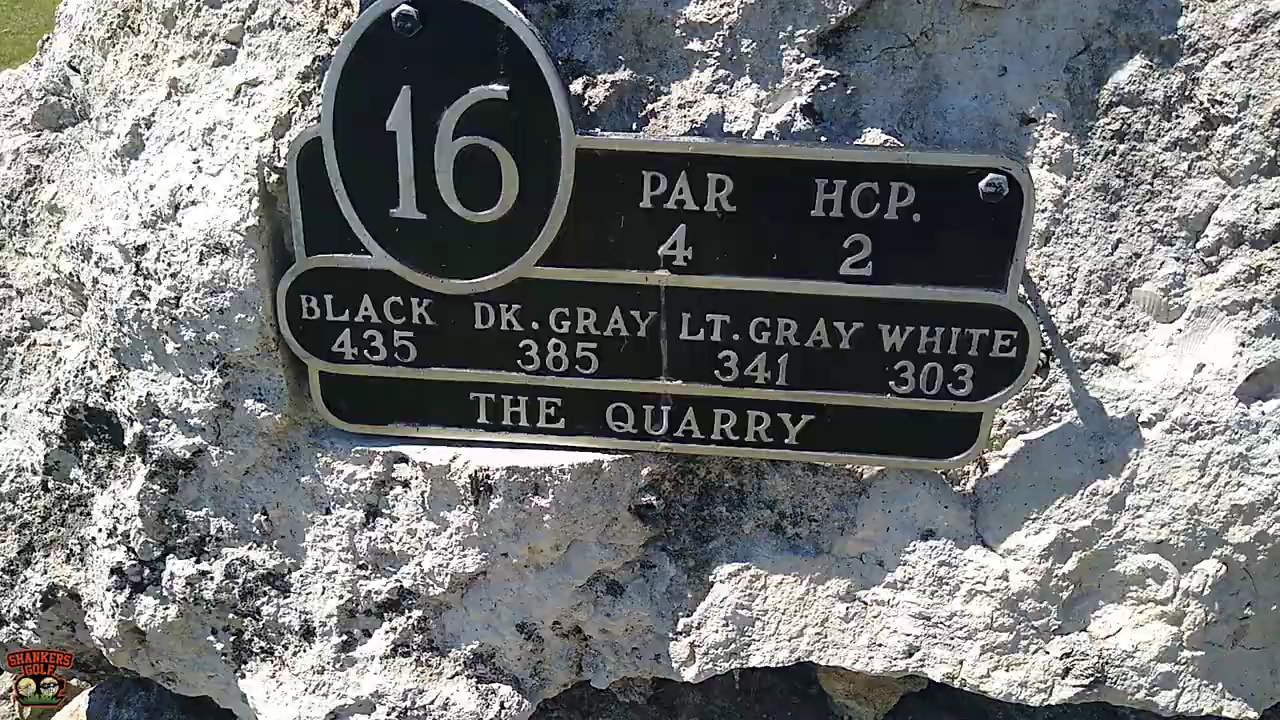 16
PAR HCP.
4 2
BLACK DK. GRAY LT. GRAY WHITE
435 385 341 303
THE QUARRY
SHANKERS
GOLF